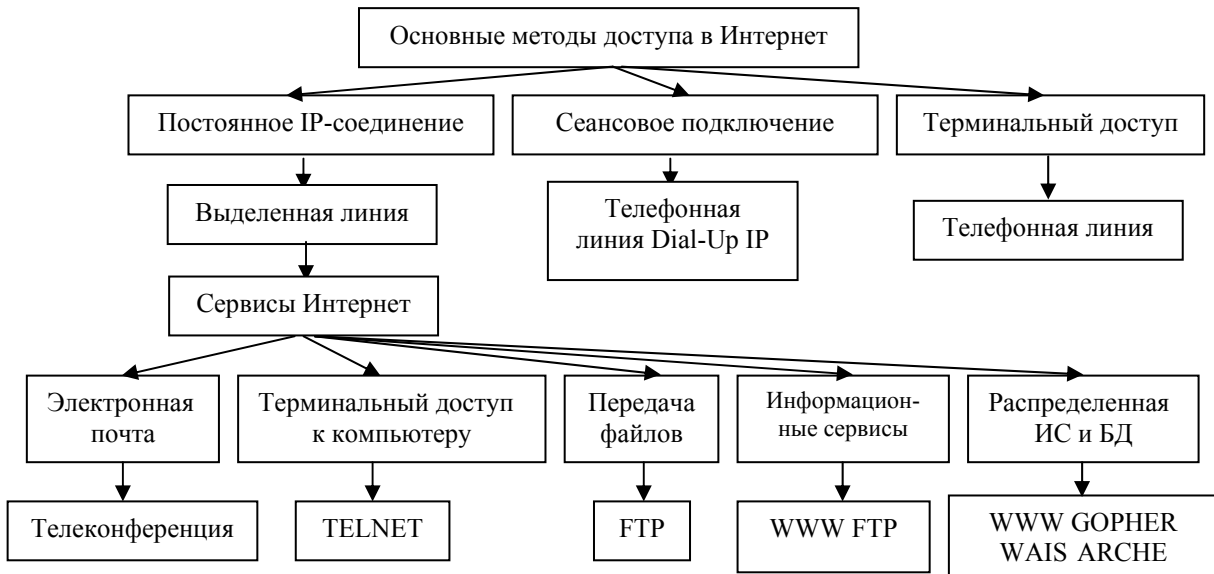 Основные методы доступа в Интернет
Постоянное IP-соединение
Сеансовое подключение
Терминальный доступ
Выделенная линия
Телефонная
линия Dial-Up IP
Телефонная линия
Сервисы Интернет
Электронная
почта
Терминальный доступ
к компьютеру
Передача
файлов
Информацион-
ные сервисы
Распределенная
ИС и БД
Телеконференция
TELNET
FTP
WWW FTP
WWW GOPHER
WAIS ARCHE